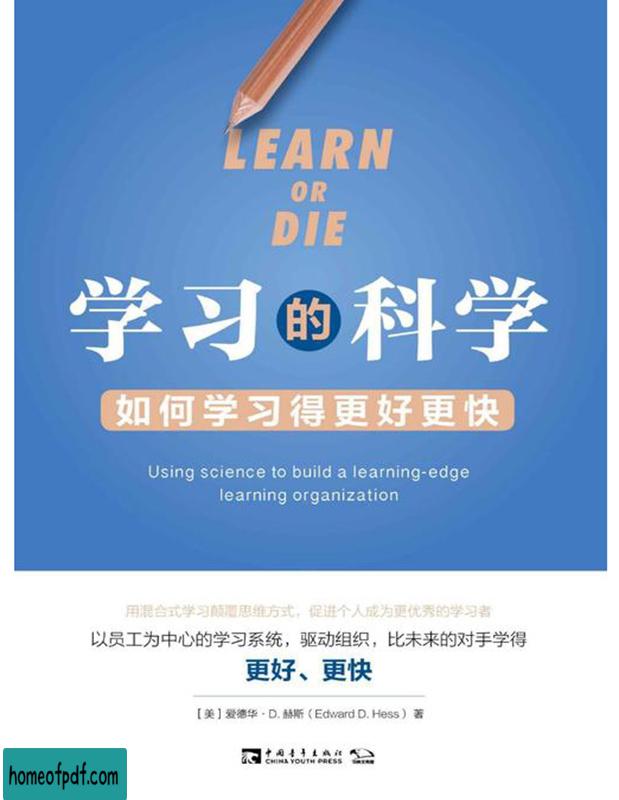 LEARN
OR
DIE
学习的科学
如何学习得更好更快
Using science to build a learning-edge
learning organization
用混合式学习颠覆思维方式，促进个人成为更优秀的学习者
以员工为中心的学习系统，驱动组织，比未来的对手学得
更好、更快
［美］爱德华·D. 赫斯（Edward D. Hess）著
中国青年出版社
CHINA YOUTH PRESS
homeofpdf.com